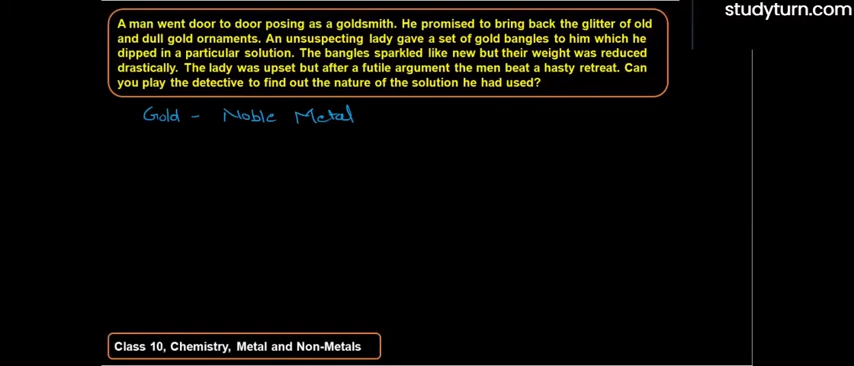 studyturn.com
A man went door to door posing as a goldsmith. He promised to bring back the glitter of old
and dull gold ornaments. An unsuspecting lady gave a set of gold bangles to him which he
dipped in a particular solution. The bangles sparkled like new but their weight was reduced
drastically. The lady was upset but after a futile argument the men beat a hasty retreat. Can
you play the detective to find out the nature of the solution he had used?
Gold - Noble Metal
Class 10, Chemistry, Metal and Non-Metals